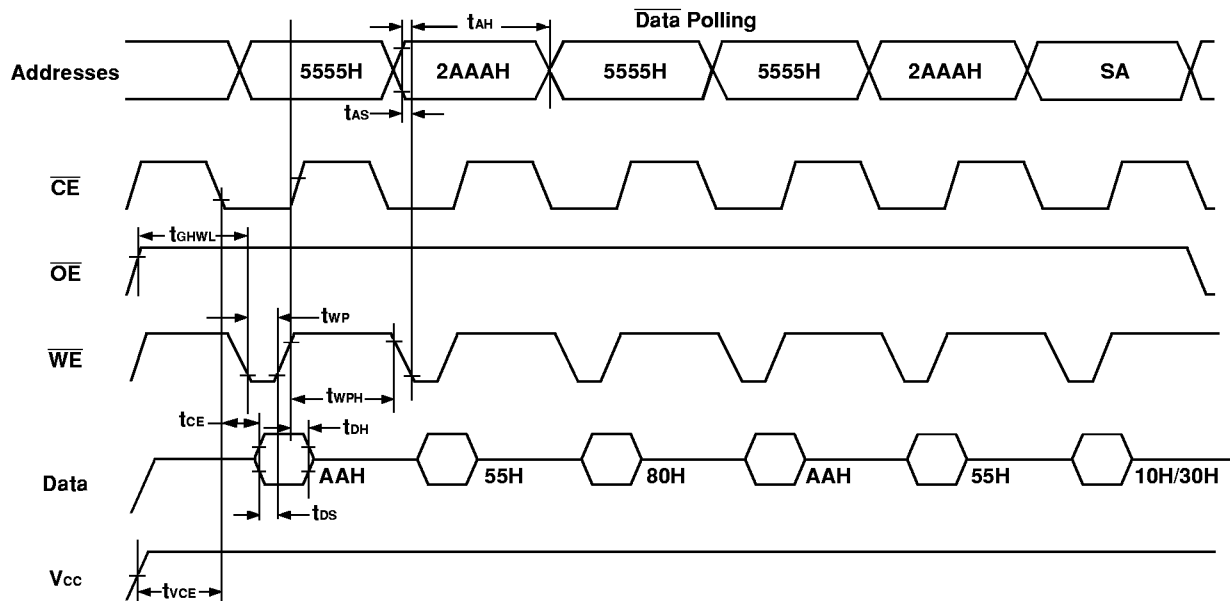 tAH
Data Polling
Addresses
5555H
2AAAH
5555H
5555H
2AAAH
SA
tAS
CE
tGHWL
OE
tWP
WE
tWPH
tCE
tDH
Data
AAH
55H
80H
AAH
55H
10H/30H
tDS
VCC
tVCE